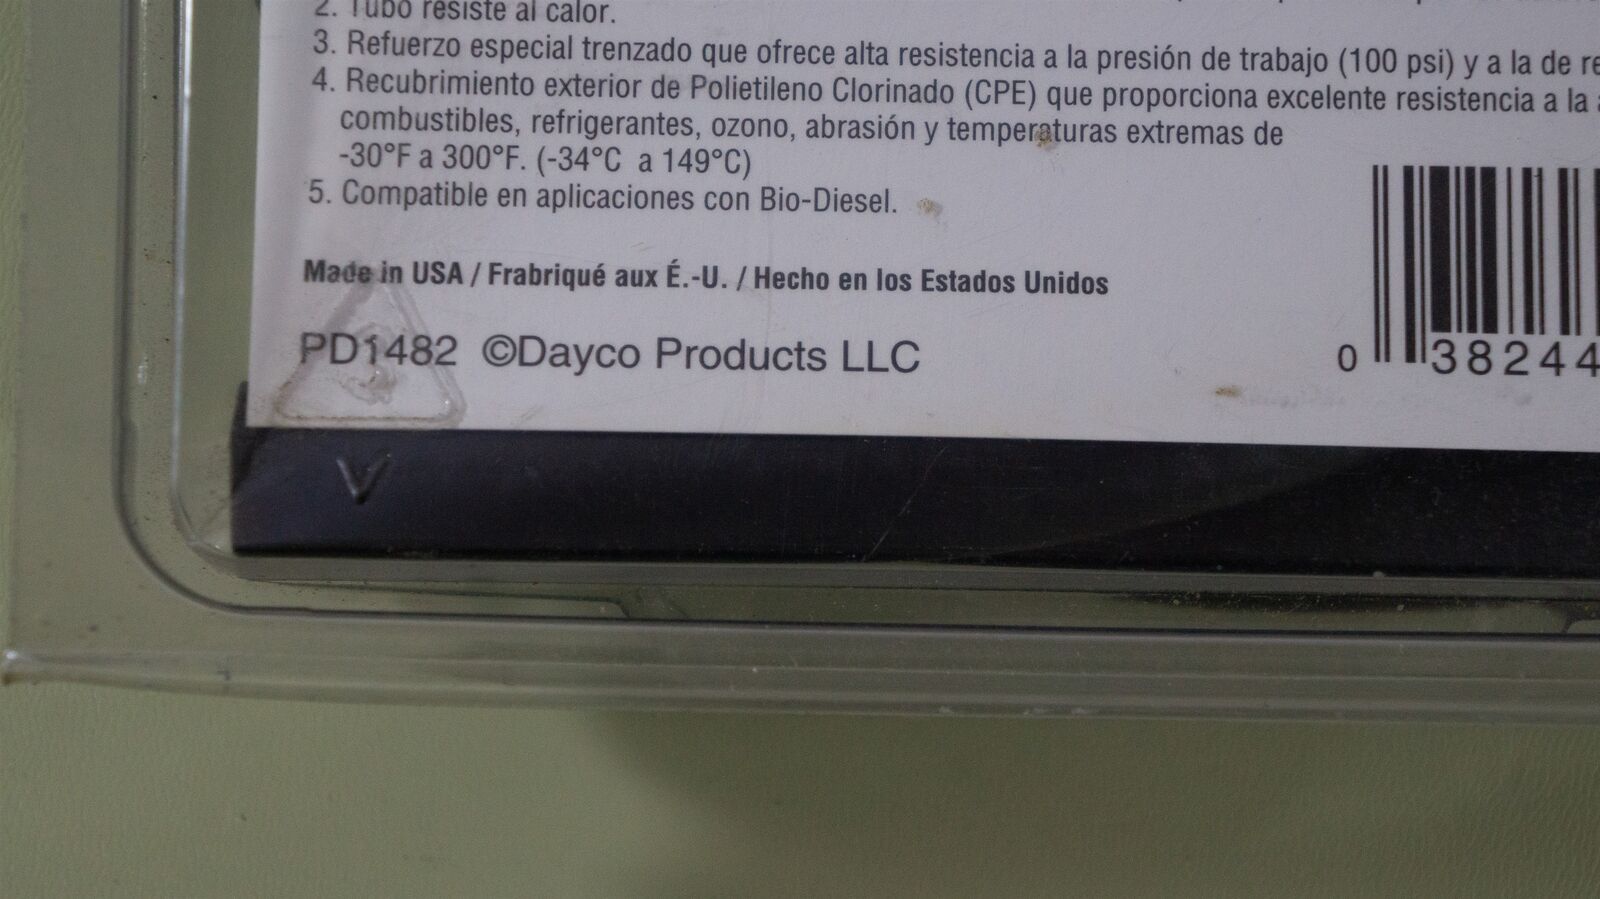 2. Tubo resiste al calor.
3. Refuerzo especial trenzado que ofrece alta resistencia a la presión de trabajo (100 psi) y a la de
4. Recubrimiento exterior de Polietileno Clorinado (CPE) que proporciona excelente resistencia a la
combustibles, refrigerantes, ozono, abrasión y temperaturas extremas de
-30°F a 300°F. (-34°C a 149°C)
5. Compatible en aplicaciones con Bio-Diesel.
Made in USA / Frabriqué aux É.-U. / Hecho en los Estados Unidos
PD1482 ©Dayco Products LLC
0 38244
V